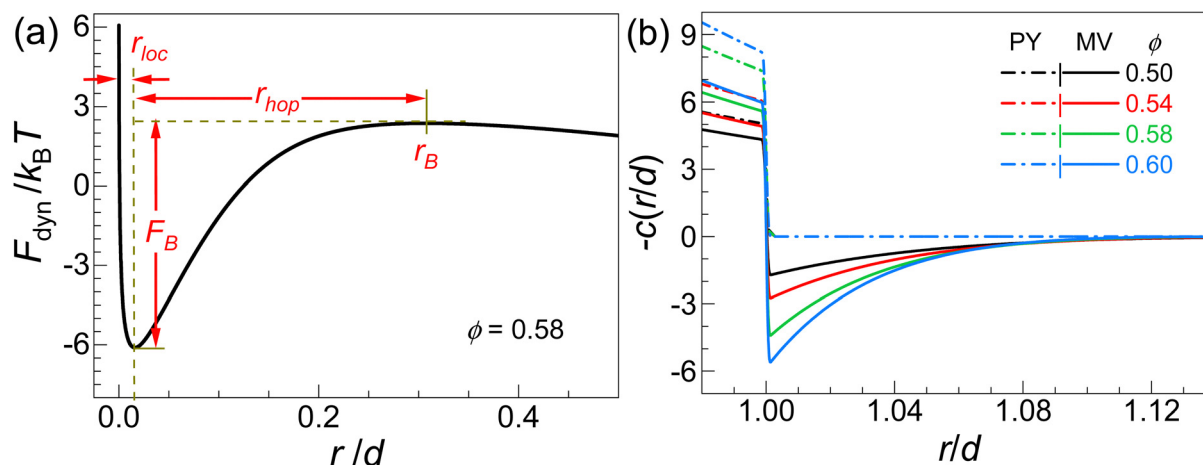 (a)
6
3
0
-3
-6
F_dyn /k_BT
r_loc
r_hop
r_B
F_B
ϕ = 0.58
0.0 0.2 0.4
r /d
(b)
9
6
3
0
-3
-6
-c(r/d)
PY MV ϕ
0.50
0.54
0.58
0.60
1.00 1.04 1.08 1.12
r/d